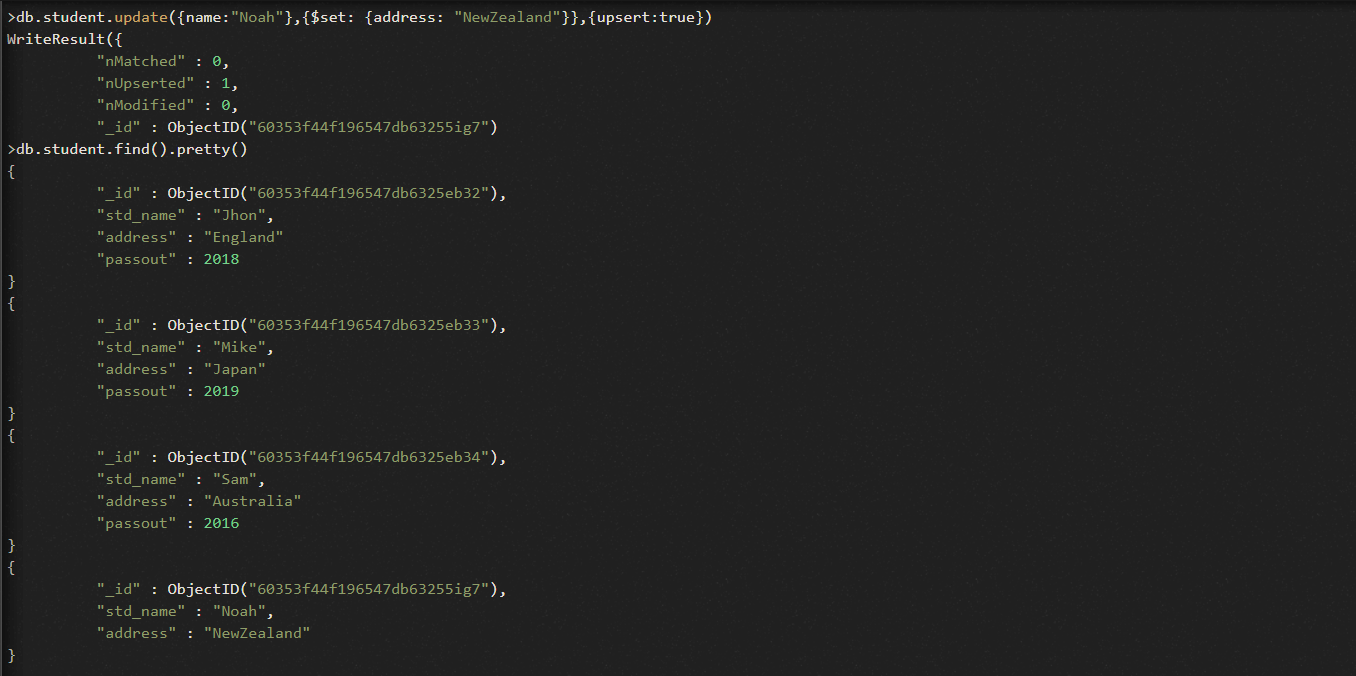 >db.student.update({name:"Noah"},{$set: {address: "NewZealand"}},{upsert:true})
WriteResult({
"nMatched" : 0,
"nUpserted" : 1,
"nModified" : 0,
"_id" : ObjectID("60353f44f196547db63255ig7")
>db.student.find().pretty()
{
"_id" : ObjectID("60353f44f196547db6325eb32"),
"std_name" : "Jhon",
"address" : "England"
"passout" : 2018
}
{
"_id" : ObjectID("60353f44f196547db6325eb33"),
"std_name" : "Mike",
"address" : "Japan"
"passout" : 2019
}
{
"_id" : ObjectID("60353f44f196547db6325eb34"),
"std_name" : "Sam",
"address" : "Australia"
"passout" : 2016
}
{
"_id" : ObjectID("60353f44f196547db63255ig7"),
"std_name" : "Noah",
"address" : "NewZealand"
}